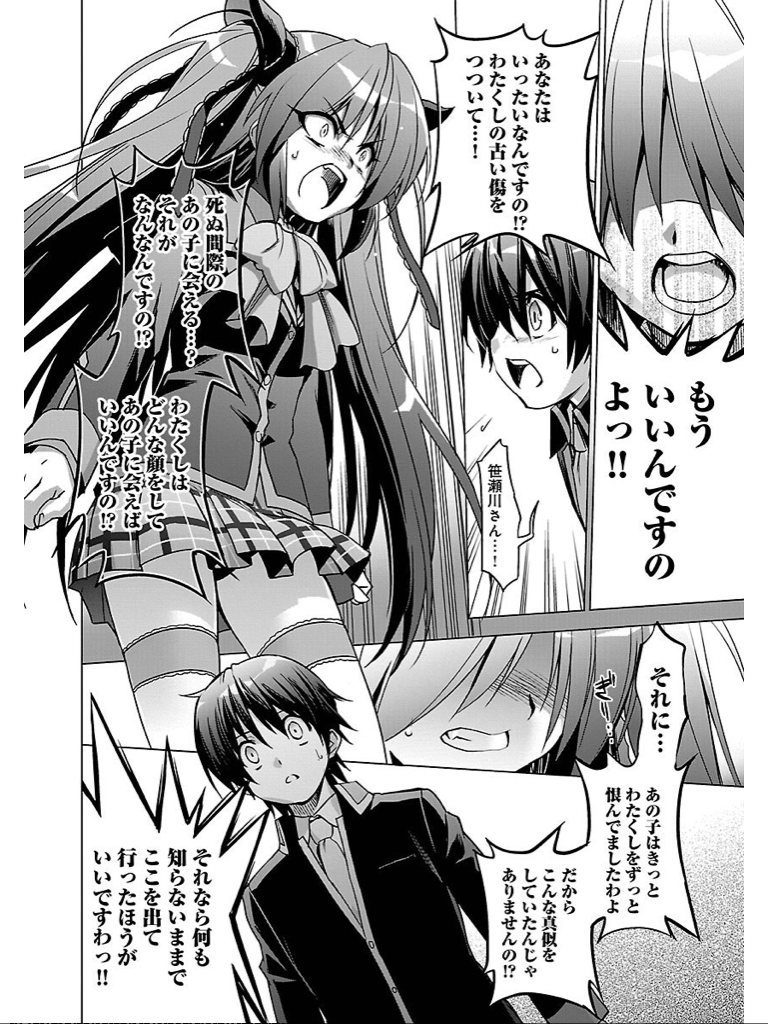 もう
いいんですの
よっ!!
あなたは
いったいなんですの!?
わたくしの古い傷を
つついて…!
笹瀬川さん…!
死ぬ間際の
あの子に会える…?
それが
なんなんですの!?
わたくしは
どんな顔をして
あの子に会えば
いいんですの!?
それに…
ぎ…
あの子はきっと
わたくしをずっと
恨んでましたわよ
だから
こんな真似を
していたんじゃ
ありませんの!?
それなら何も
知らないままで
ここを出て
行ったほうが
いいですわっ!!